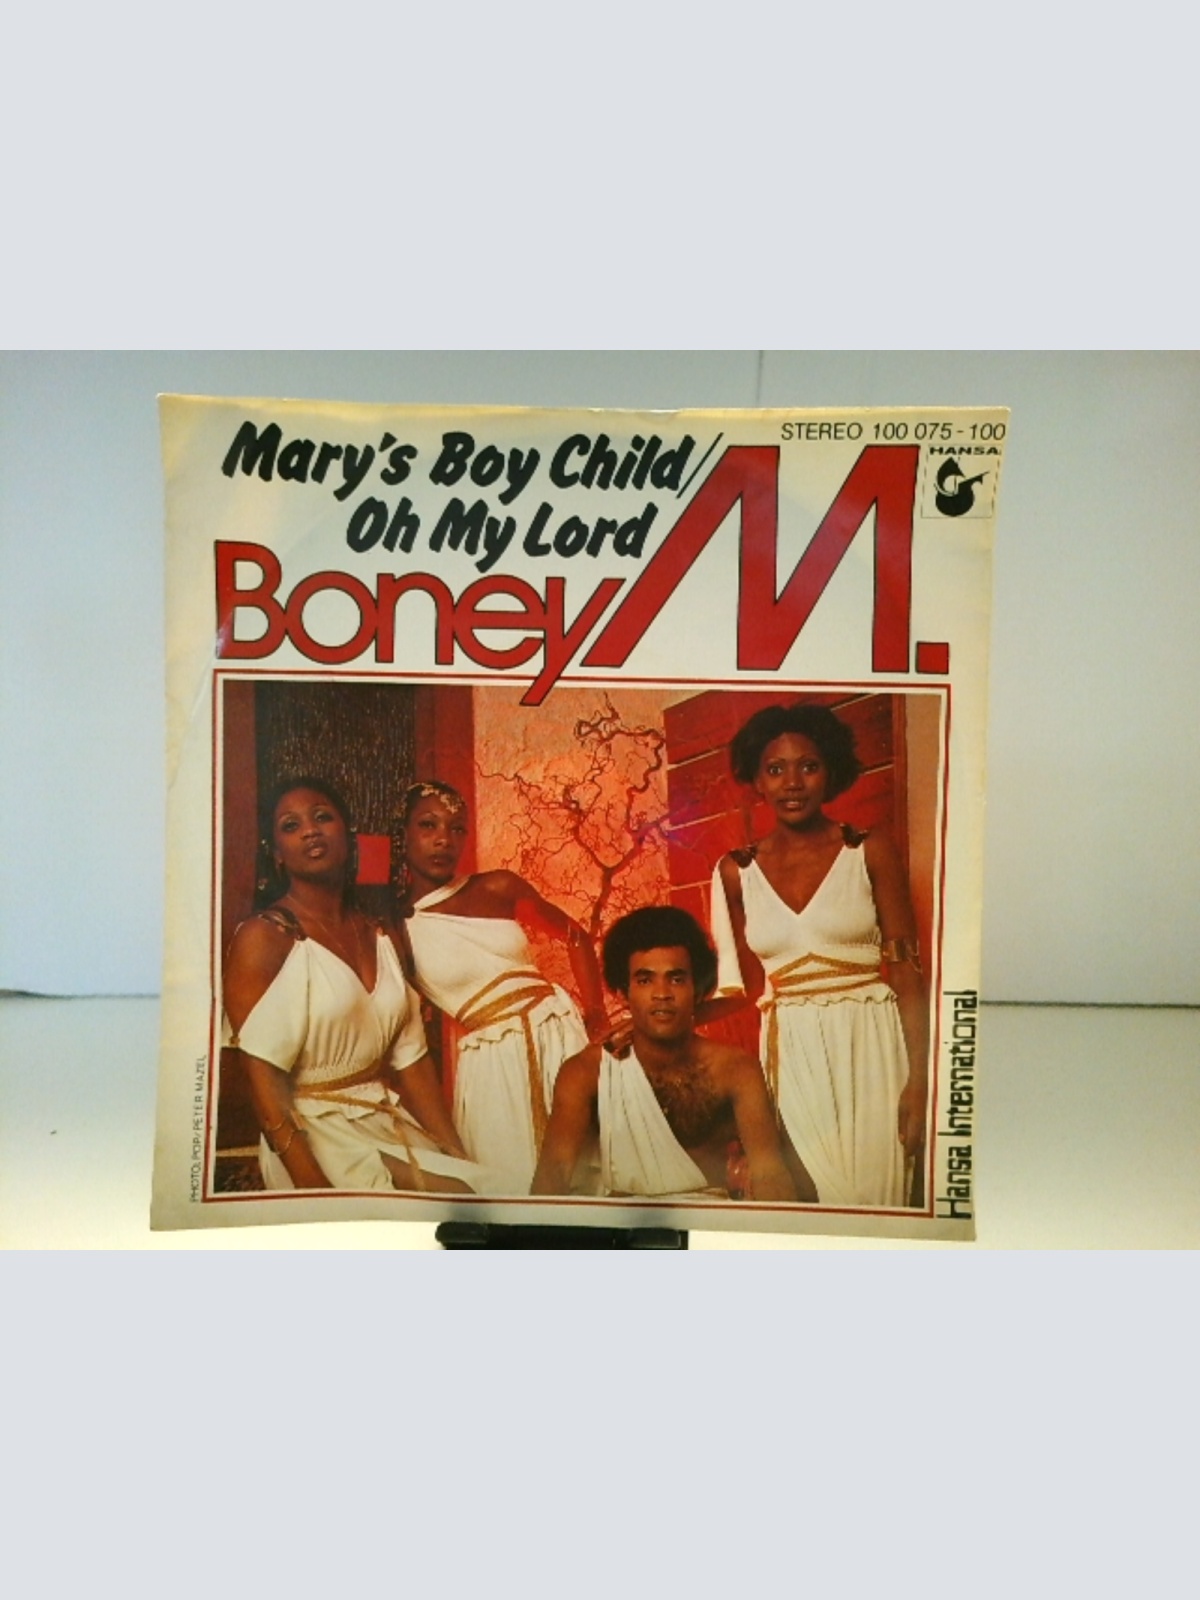 STEREO 100 075 - 100
HANSA
Mary's Boy Child/
Oh My Lord
Boney M.
PHOTO: POP/PETER MAZEL
Hansa International